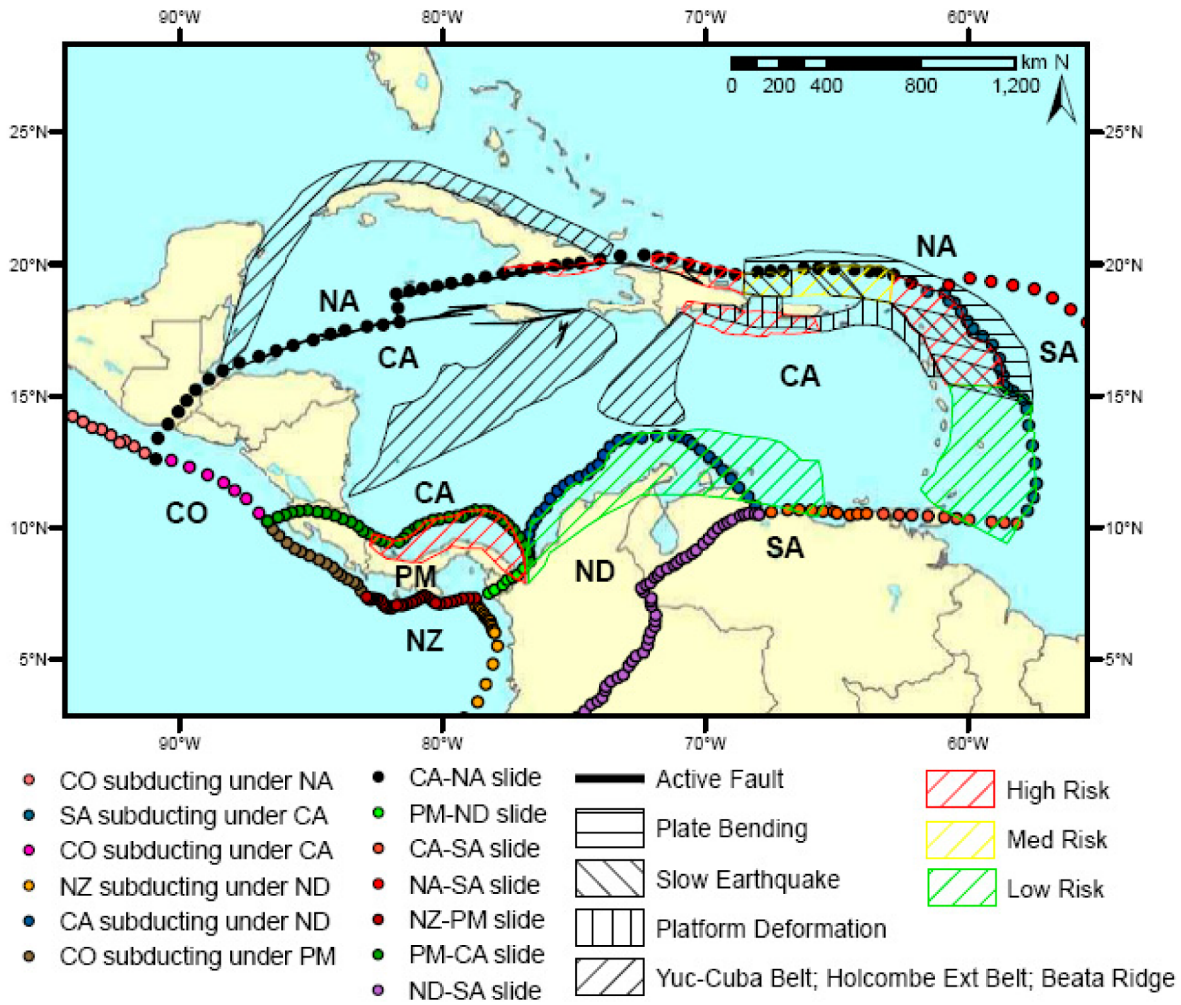 90°W 80°W 70°W 60°W
km N
0 200 400 800 1,200
25°N 25°N
NA
20°N 20°N
NA
SA
CA
CA
15°N 15°N
CA
CO
10°N 10°N
SA
ND
PM
NZ
5°N 5°N
90°W 80°W 70°W 60°W
CO subducting under NA
SA subducting under CA
CO subducting under CA
NZ subducting under ND
CA subducting under ND
CO subducting under PM
CA-NA slide
PM-ND slide
CA-SA slide
NA-SA slide
NZ-PM slide
PM-CA slide
ND-SA slide
Active Fault
Plate Bending
Slow Earthquake
Platform Deformation
Yuc-Cuba Belt; Holcombe Ext Belt; Beata Ridge
High Risk
Med Risk
Low Risk